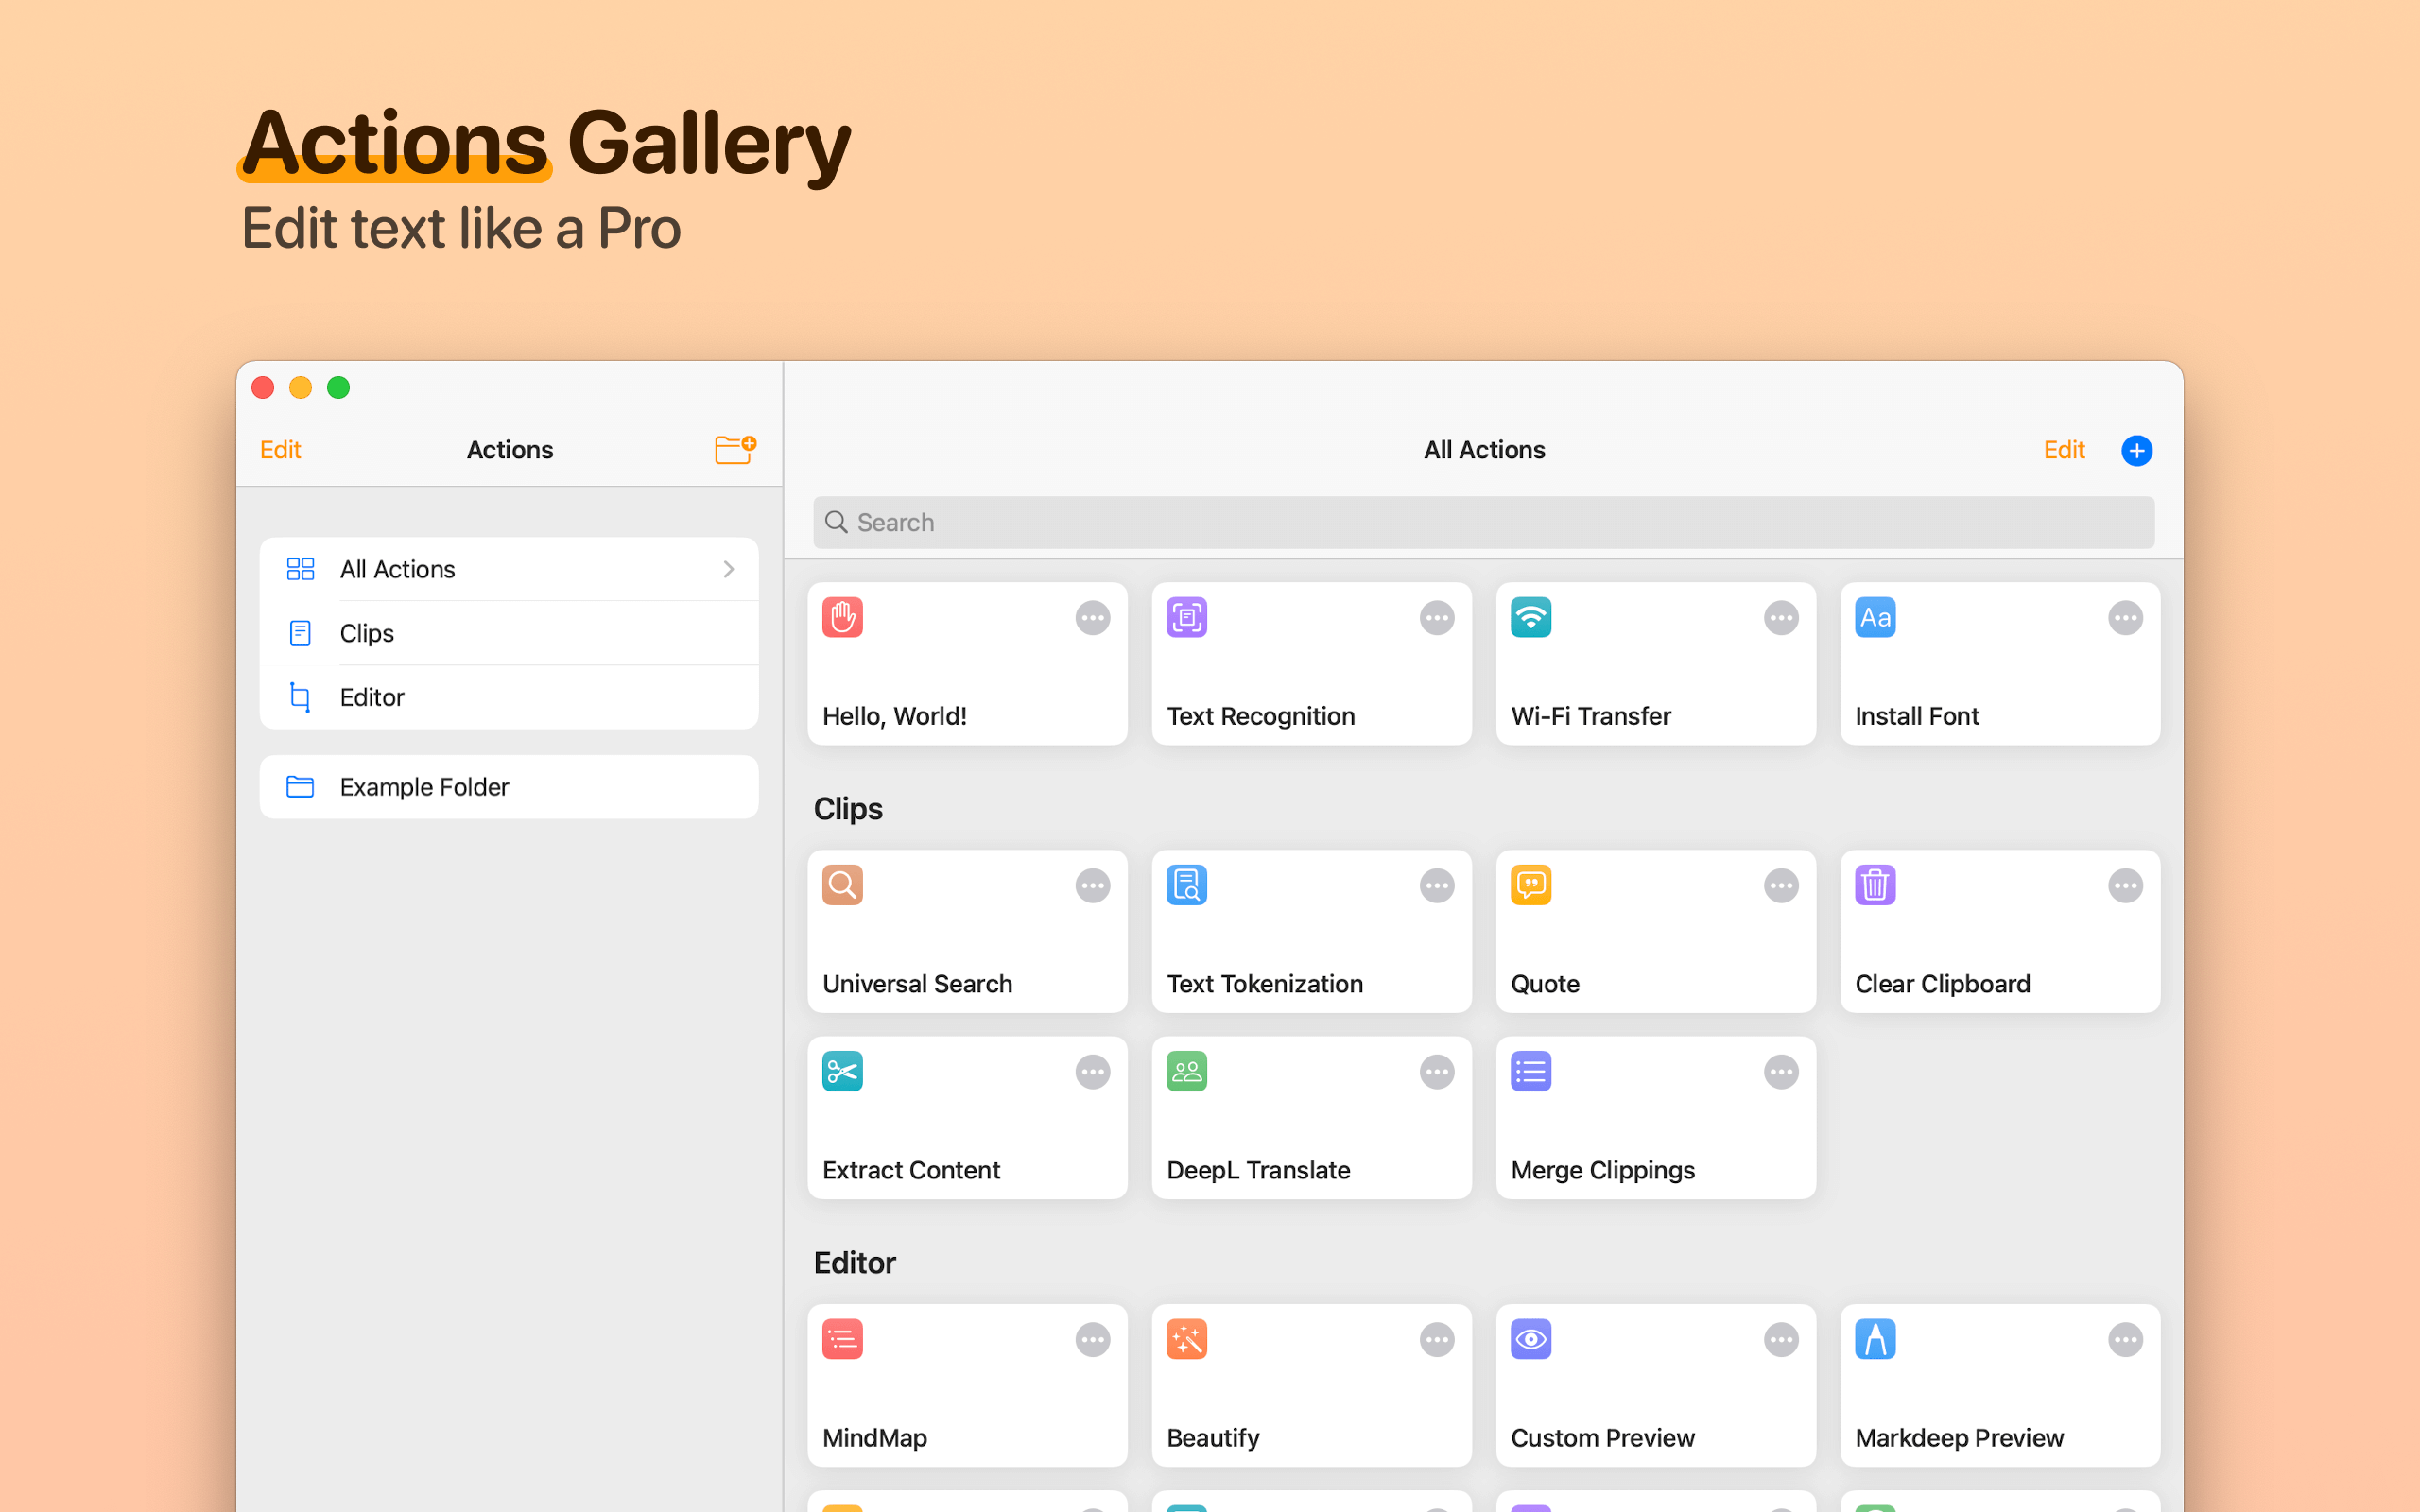 Actions Gallery
Edit text like a Pro
Edit
Actions
All Actions
Edit
Search
All Actions
Clips
Editor
Example Folder
Hello, World!
Text Recognition
Wi-Fi Transfer
Aa
Install Font
Clips
Universal Search
Text Tokenization
Quote
Clear Clipboard
Extract Content
DeepL Translate
Merge Clippings
Editor
MindMap
Beautify
Custom Preview
Markdeep Preview